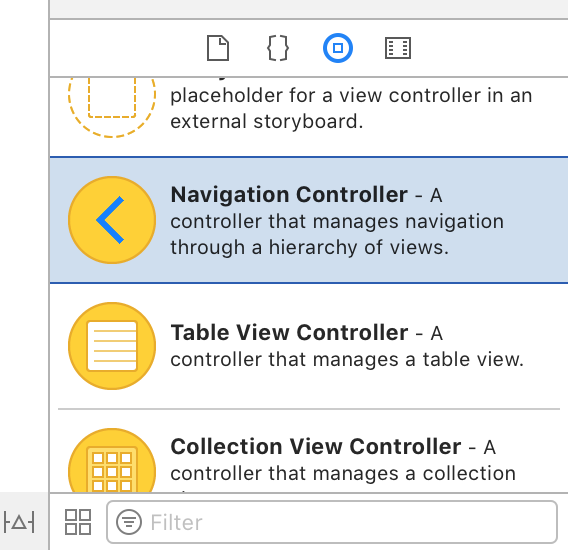 placeholder for a view controller in an
external storyboard.
Navigation Controller - A
controller that manages navigation
through a hierarchy of views.
Table View Controller - A
controller that manages a table view.
Collection View Controller - A
controller that manages a collection
Filter